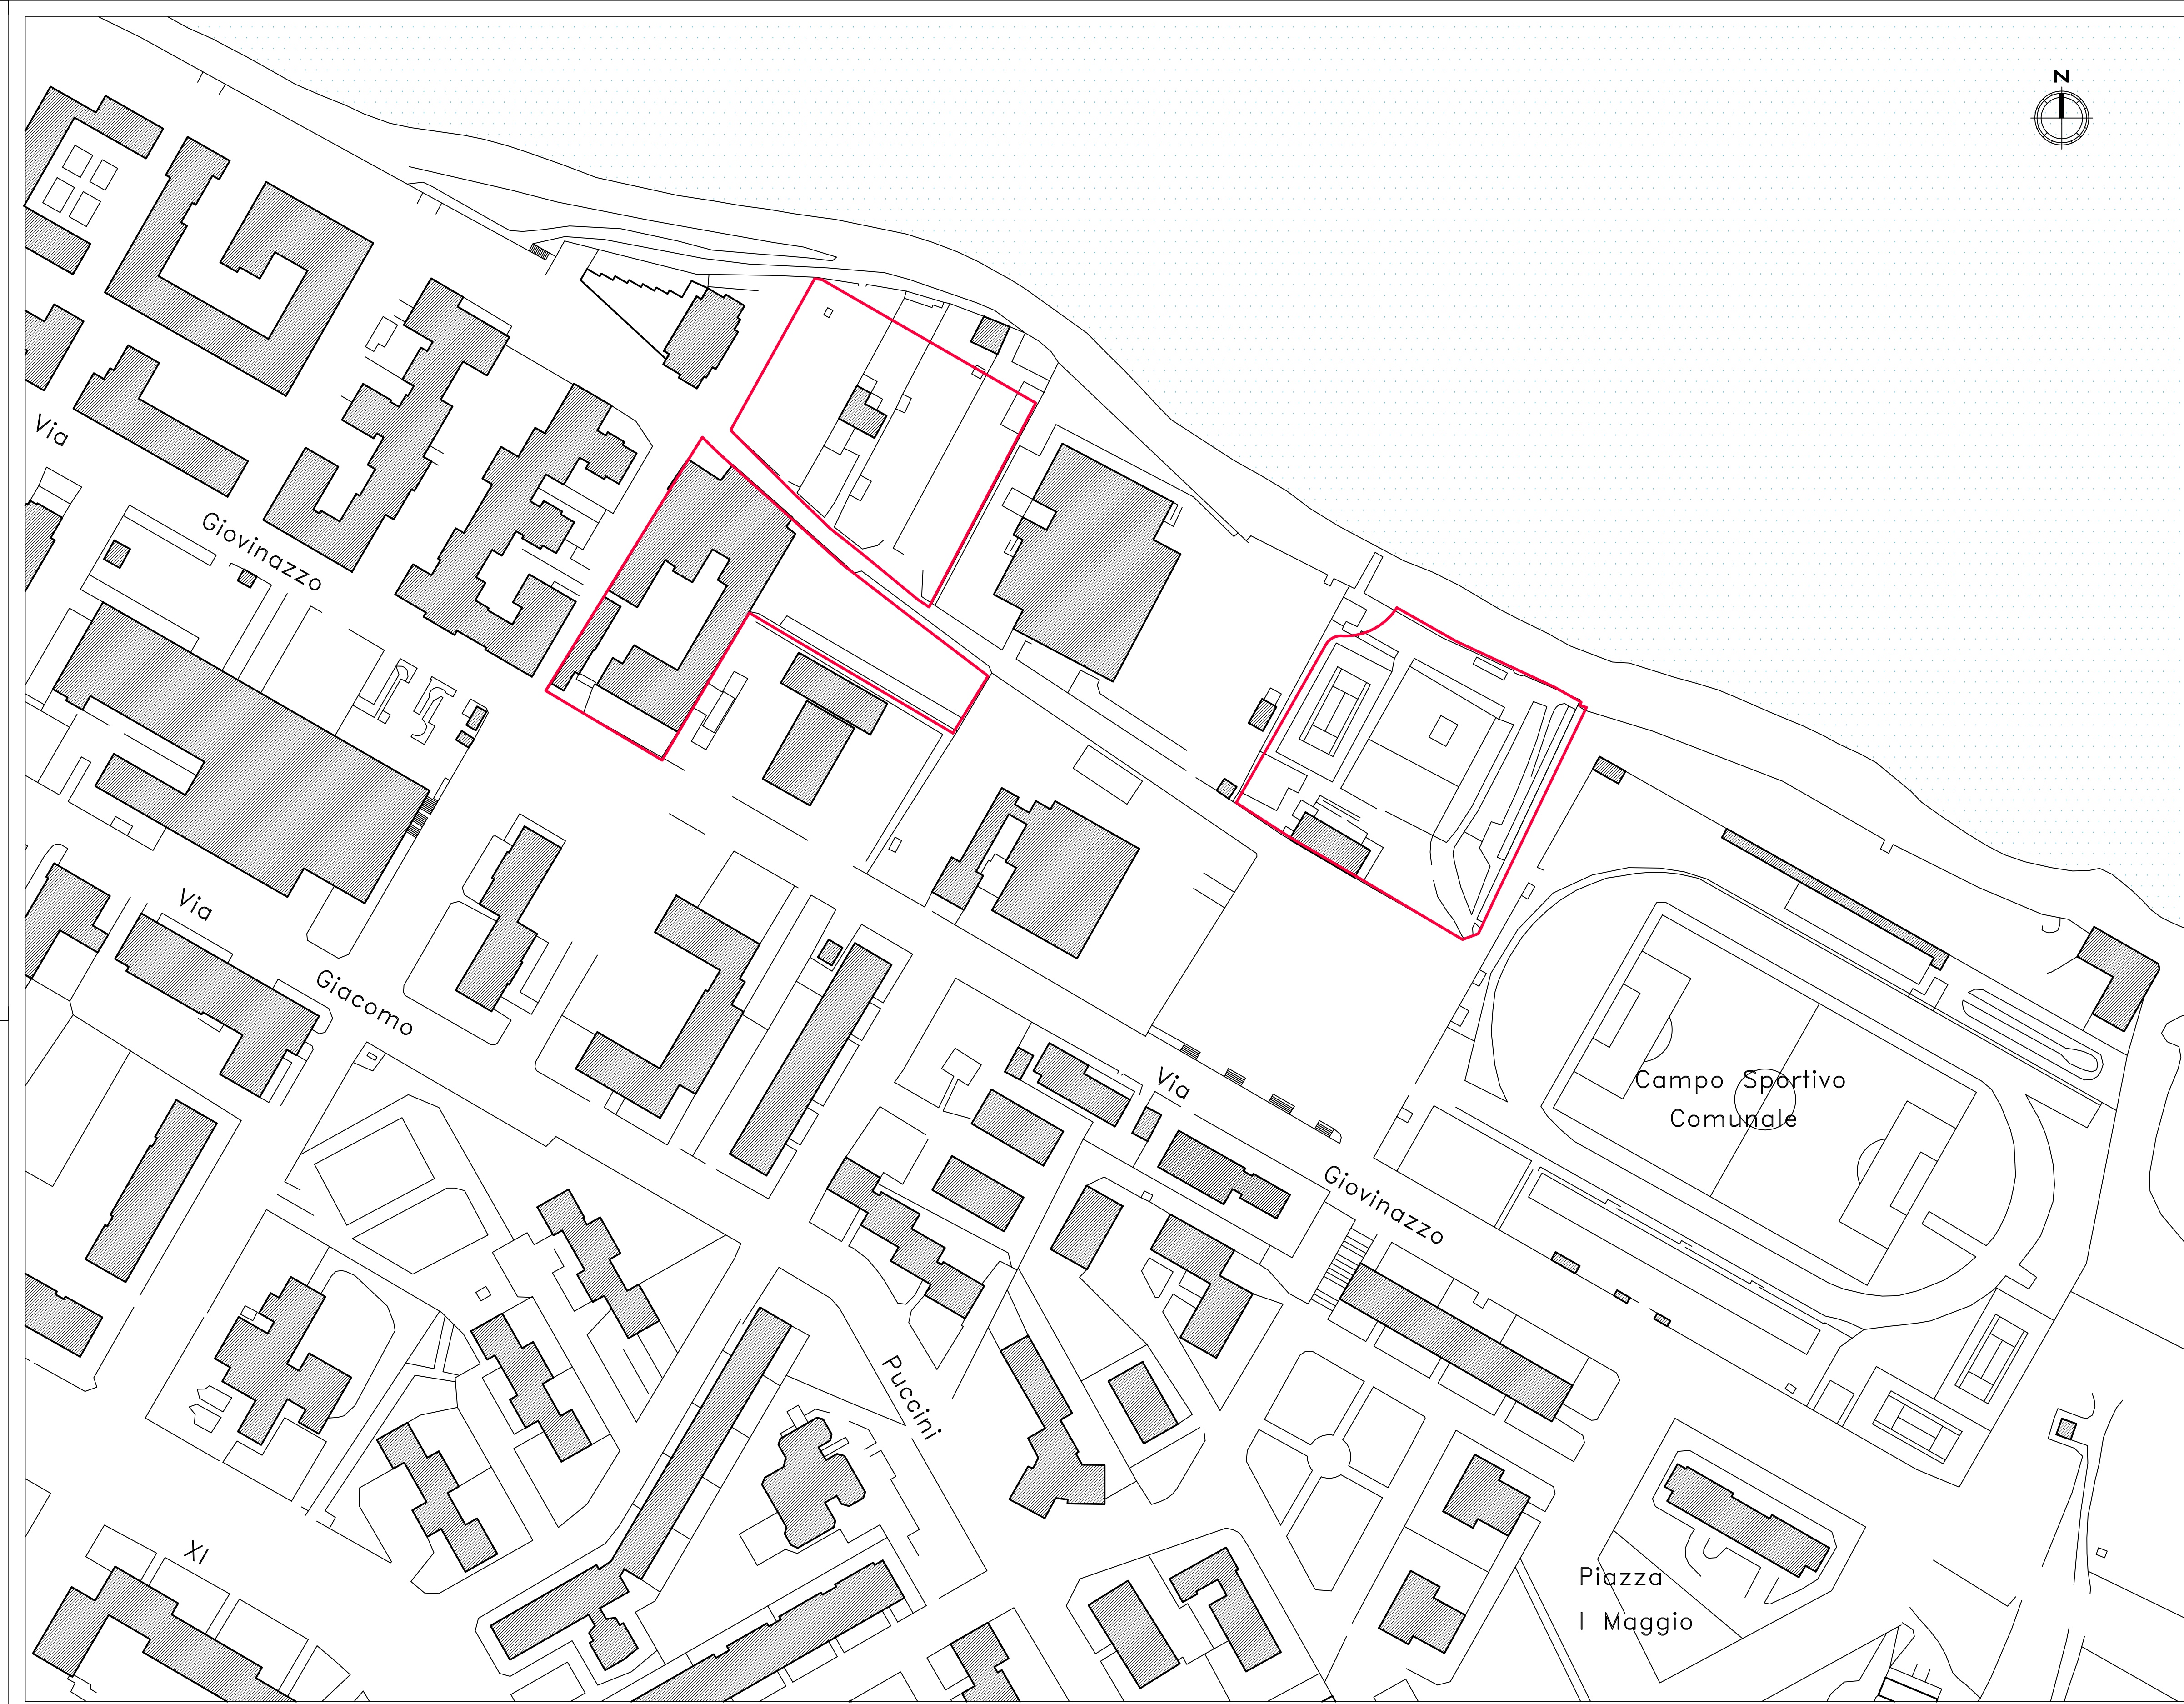 N
Via
Giovinazzo
Via
Giacomo
Puccini
Via
Giovinazzo
Campo Sportivo
Comunale
XI
Piazza
I Maggio